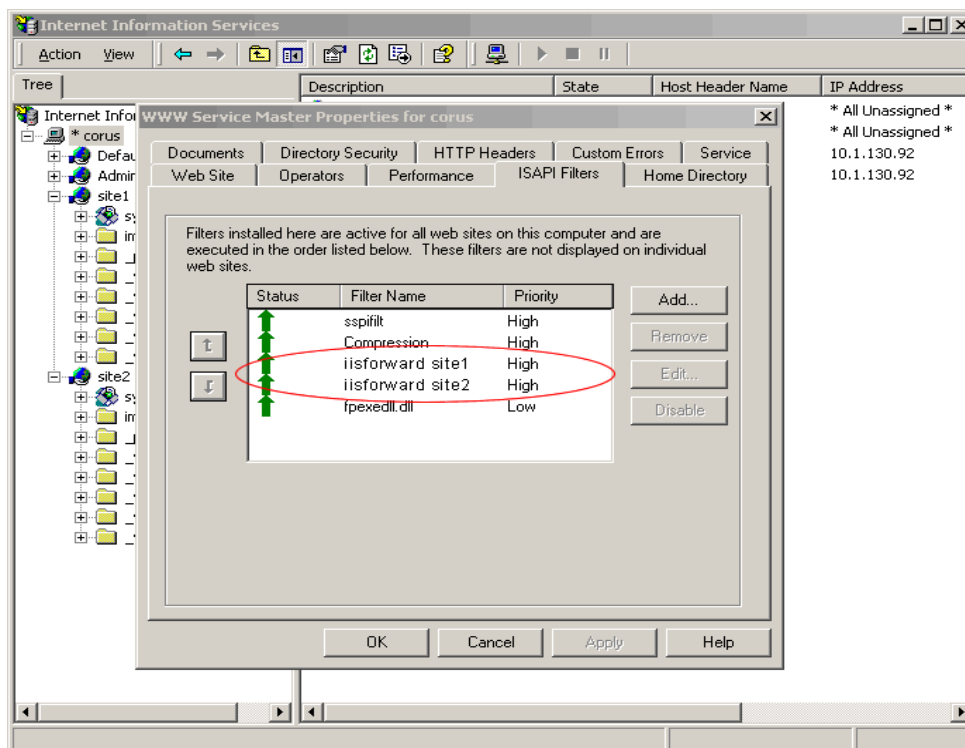 Internet Information Services
Action View
Tree
Description State Host Header Name IP Address
Internet Infor
* All Unassigned *
* corus
* All Unassigned *
Defau
10.1.130.92
Admin
10.1.130.92
site1
site2
WWW Service Master Properties for corus
Documents Directory Security HTTP Headers Custom Errors Service
Web Site Operators Performance ISAPI Filters Home Directory
Filters installed here are active for all web sites on this computer and are
executed in the order listed below. These filters are not displayed on individual
web sites.
Status Filter Name Priority
sspifilt High
Compression High
iisforward site1 High
iisforward site2 High
fpexedll.dll Low
Add...
Remove
Edit...
Disable
OK Cancel Apply Help